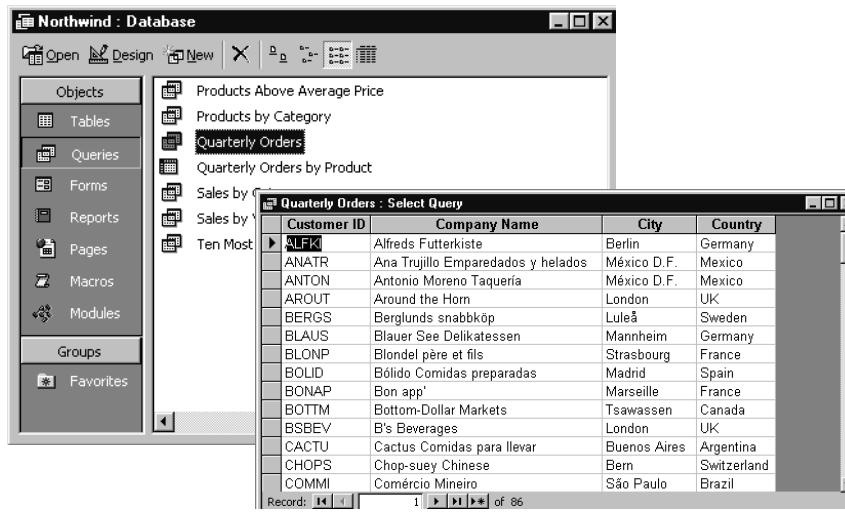 Northwind : Database
Open Design New
Objects
Tables
Queries
Forms
Reports
Pages
Macros
Modules
Groups
Favorites
Products Above Average Price
Products by Category
Quarterly Orders
Quarterly Orders by Product
Sales by
Sales by
Ten Most
Quarterly Orders : Select Query
Customer ID Company Name City Country
ALFKI Alfreds Futterkiste Berlin Germany
ANATR Ana Trujillo Emparedados y helados México D.F. Mexico
ANTON Antonio Moreno Taquería México D.F. Mexico
AROUT Around the Horn London UK
BERGS Berglunds snabbköp Luleå Sweden
BLAUS Blauer See Delikatessen Mannheim Germany
BLONP Blondel père et fils Strasbourg France
BOLID Bólido Comidas preparadas Madrid Spain
BONAP Bon app' Marseille France
BOTTM Bottom-Dollar Markets Tsawassen Canada
BSBEV B's Beverages London UK
CACTU Cactus Comidas para llevar Buenos Aires Argentina
CHOPS Chop-suey Chinese Bern Switzerland
COMMI Comércio Mineiro São Paulo Brazil
Record: 1 of 86